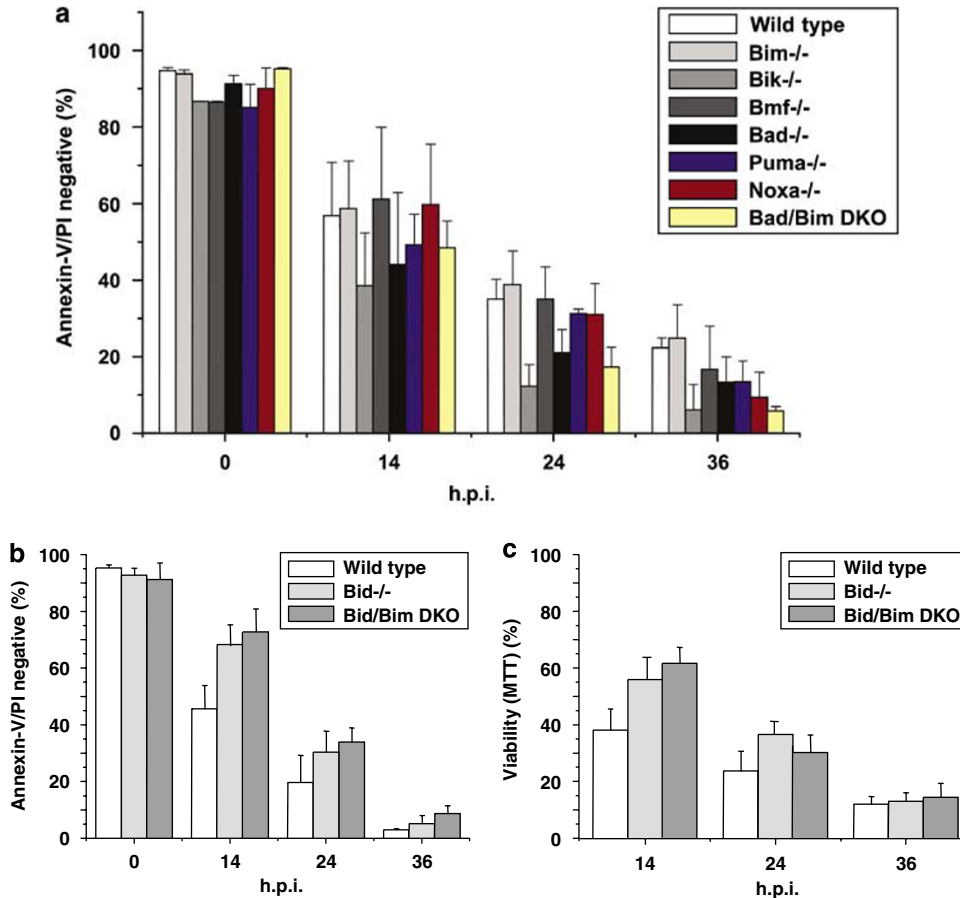 a
Annexin-V/PI negative (%)
100
80
60
40
20
0
0 14 24 36
h.p.i.
Wild type
Bim-/-
Bik-/-
Bmf-/-
Bad-/-
Puma-/-
Noxa-/-
Bad/Bim DKO
b
Annexin-V/PI negative (%)
100
80
60
40
20
0
0 14 24 36
h.p.i.
Wild type
Bid-/-
Bid/Bim DKO
c
Viability (MTT) (%)
100
80
60
40
20
0
14 24 36
h.p.i.
Wild type
Bid-/-
Bid/Bim DKO